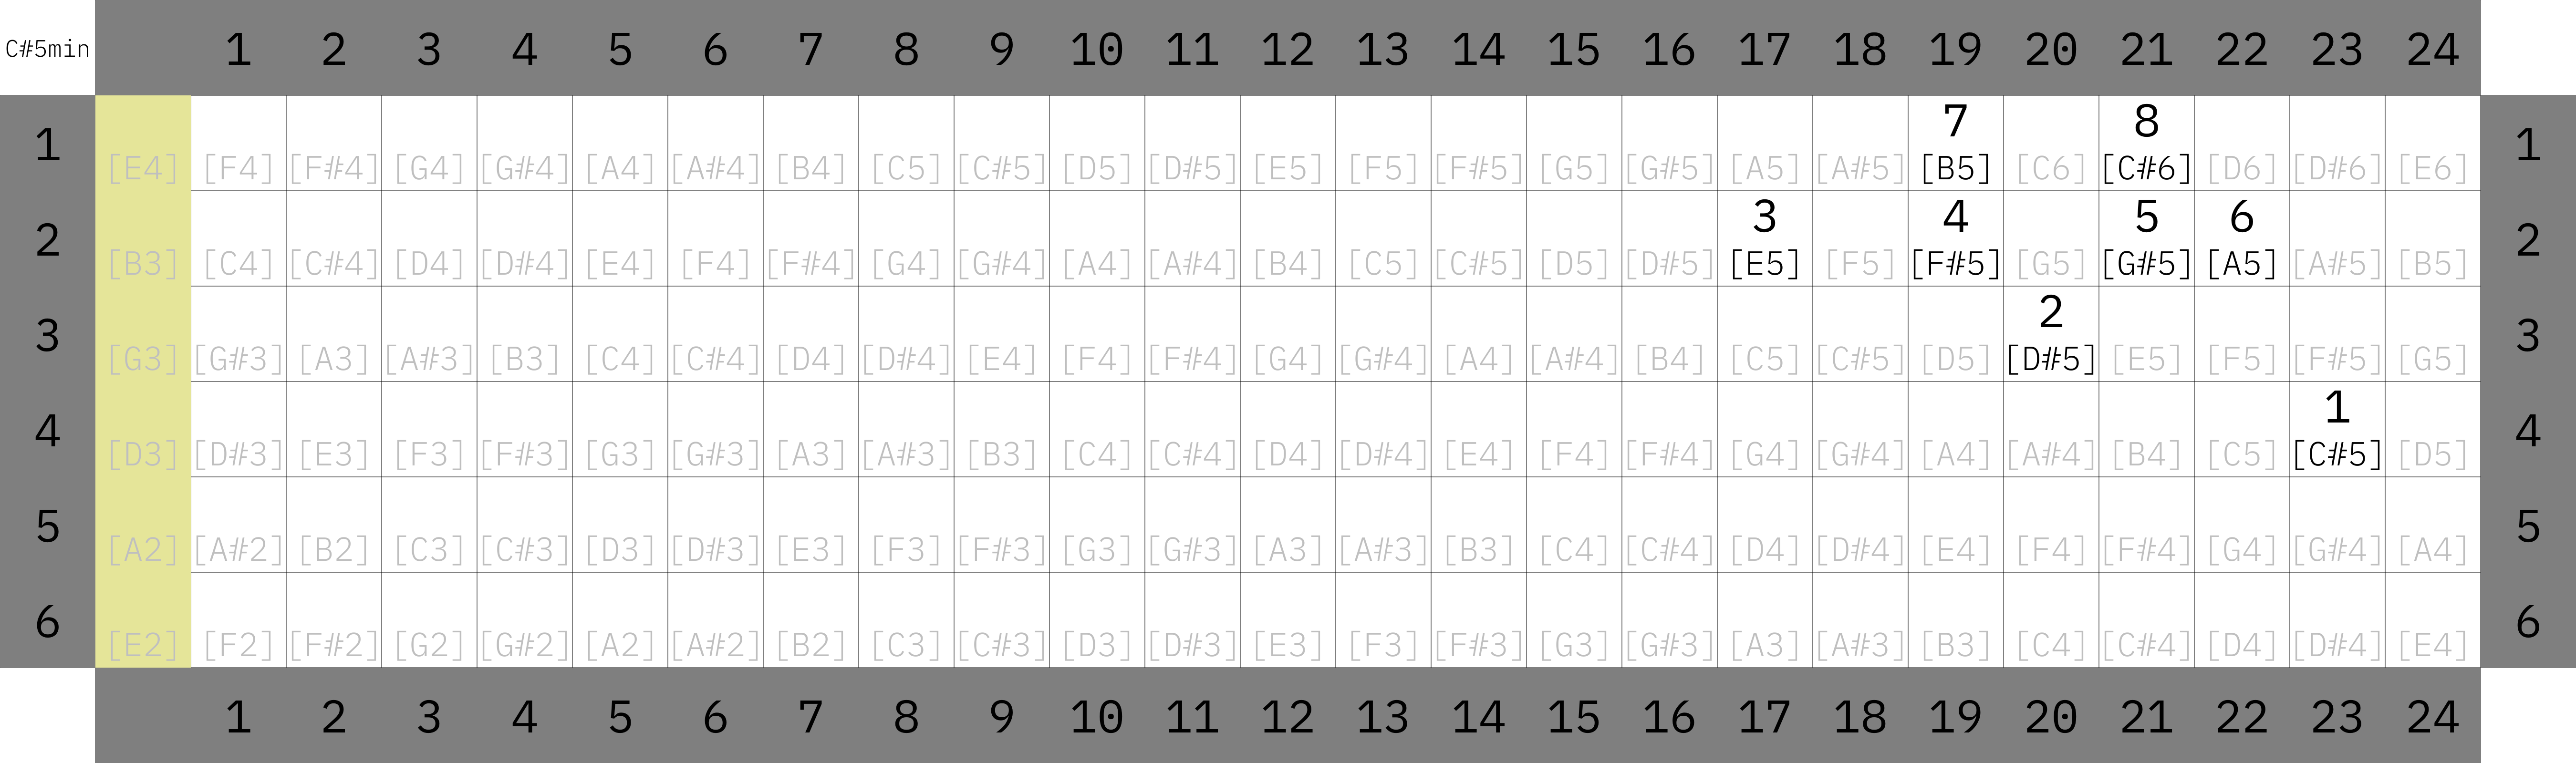 C#5min 1 2 3 4 5 6 7 8 9 10 11 12 13 14 15 16 17 18 19 20 21 22 23 24
7 8
1 [E4] [F4] [F#4] [G4] [G#4] [A4] [A#4] [B4] [C5] [C#5] [D5] [D#5] [E5] [F5] [F#5] [G5] [G#5] [A5] [A#5] [B5] [C6] [C#6] [D6] [D#6] [E6] 1
3 4 5 6
2 [B3] [C4] [C#4] [D4] [D#4] [E4] [F4] [F#4] [G4] [G#4] [A4] [A#4] [B4] [C5] [C#5] [D5] [D#5] [E5] [F5] [F#5] [G5] [G#5] [A5] [A#5] [B5] 2
2
3 [G3] [G#3] [A3] [A#3] [B3] [C4] [C#4] [D4] [D#4] [E4] [F4] [F#4] [G4] [G#4] [A4] [A#4] [B4] [C5] [C#5] [D5] [D#5] [E5] [F5] [F#5] [G5] 3
1
4 [D3] [D#3] [E3] [F3] [F#3] [G3] [G#3] [A3] [A#3] [B3] [C4] [C#4] [D4] [D#4] [E4] [F4] [F#4] [G4] [G#4] [A4] [A#4] [B4] [C5] [C#5] [D5] 4
5 [A2] [A#2] [B2] [C3] [C#3] [D3] [D#3] [E3] [F3] [F#3] [G3] [G#3] [A3] [A#3] [B3] [C4] [C#4] [D4] [D#4] [E4] [F4] [F#4] [G4] [G#4] [A4] 5
6 [E2] [F2] [F#2] [G2] [G#2] [A2] [A#2] [B2] [C3] [C#3] [D3] [D#3] [E3] [F3] [F#3] [G3] [G#3] [A3] [A#3] [B3] [C4] [C#4] [D4] [D#4] [E4] 6
1 2 3 4 5 6 7 8 9 10 11 12 13 14 15 16 17 18 19 20 21 22 23 24